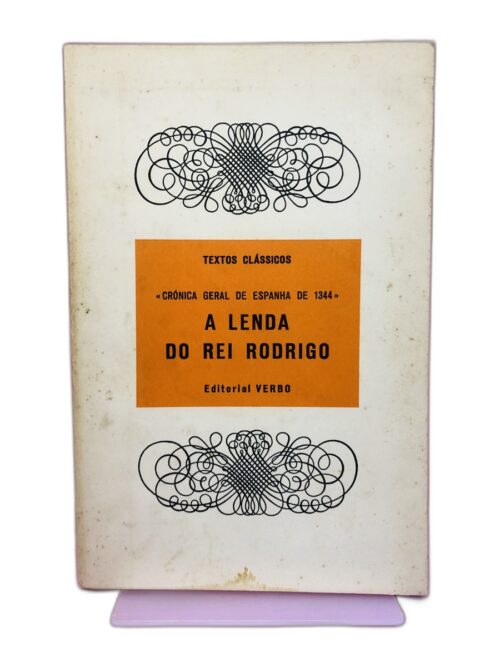 TEXTOS CLÁSSICOS
«CRÓNICA GERAL DE ESPANHA DE 1344»
A LENDA
DO REI RODRIGO
Editorial VERBO